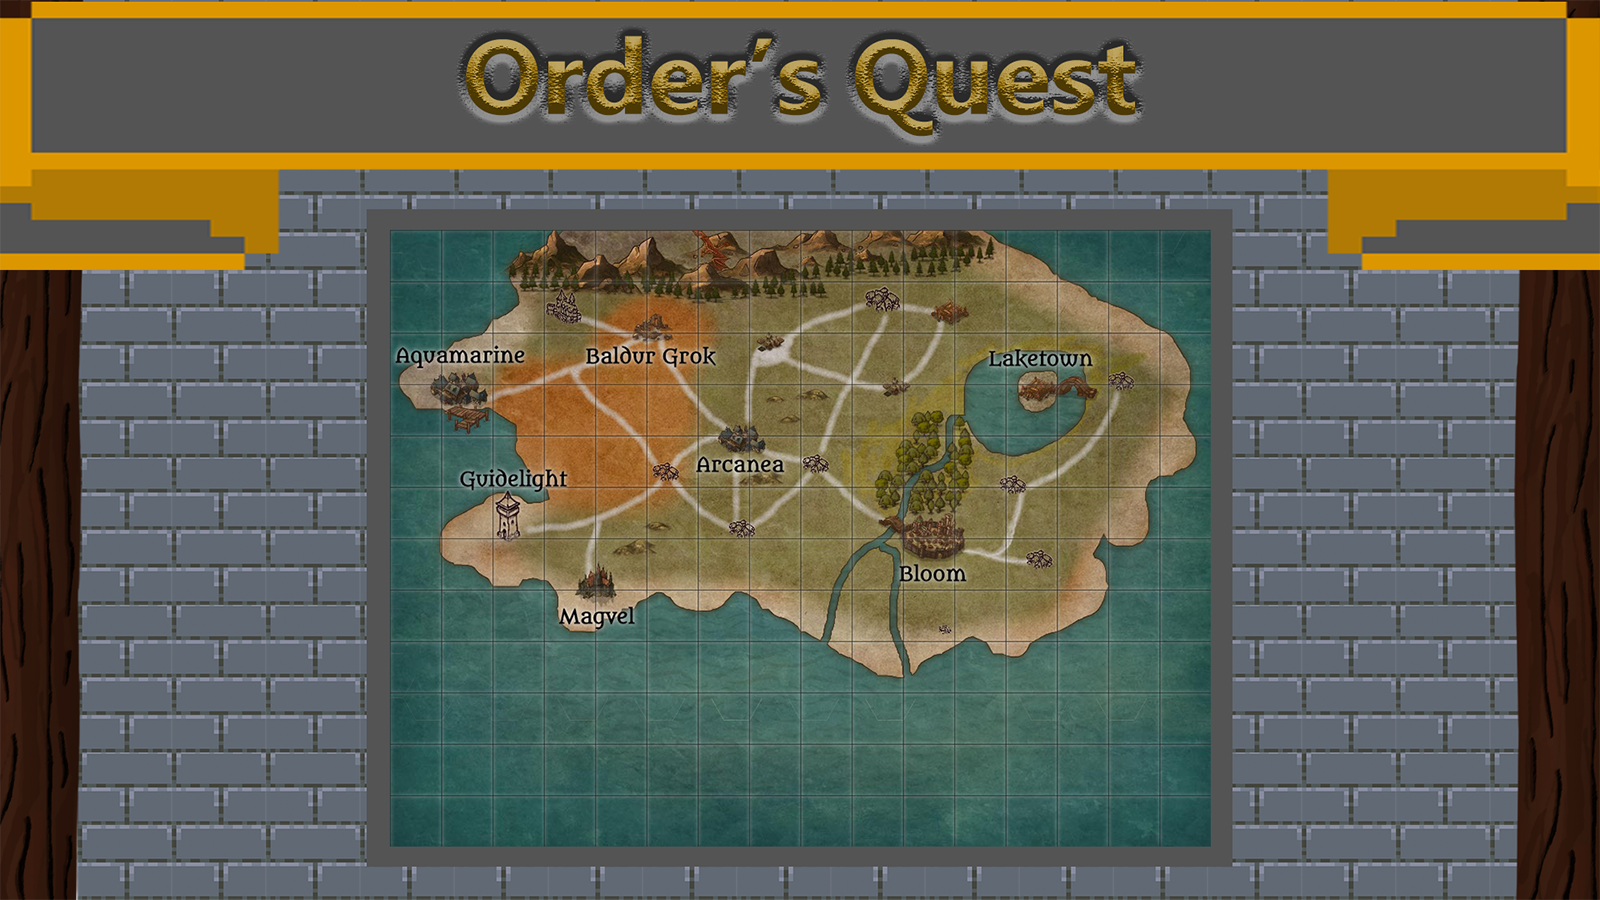 Order's Quest
Aquamarine
Baldur Grok
Laketown
Arcanea
Guidelight
Bloom
Magvel